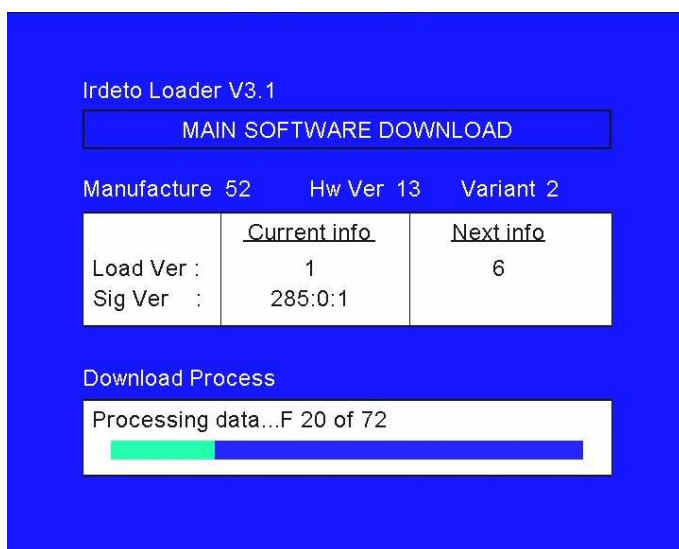 Irdeto Loader V3.1
MAIN SOFTWARE DOWNLOAD
Manufacture 52 Hw Ver 13 Variant 2
Current info Next info
Load Ver : 1 6
Sig Ver : 285:0:1
Download Process
Processing data...F 20 of 72